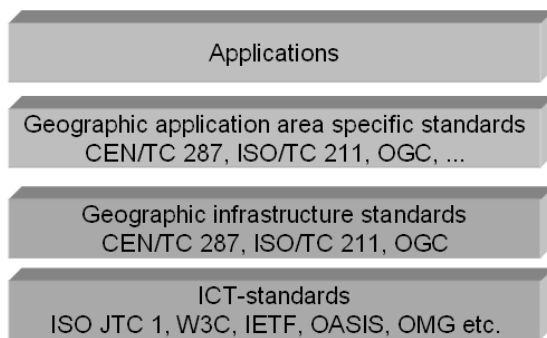 Applications
Geographic application area specific standards
CEN/TC 287, ISO/TC 211, OGC, ...
Geographic infrastructure standards
CEN/TC 287, ISO/TC 211, OGC
ICT-standards
ISO JTC 1, W3C, IETF, OASIS, OMG etc.